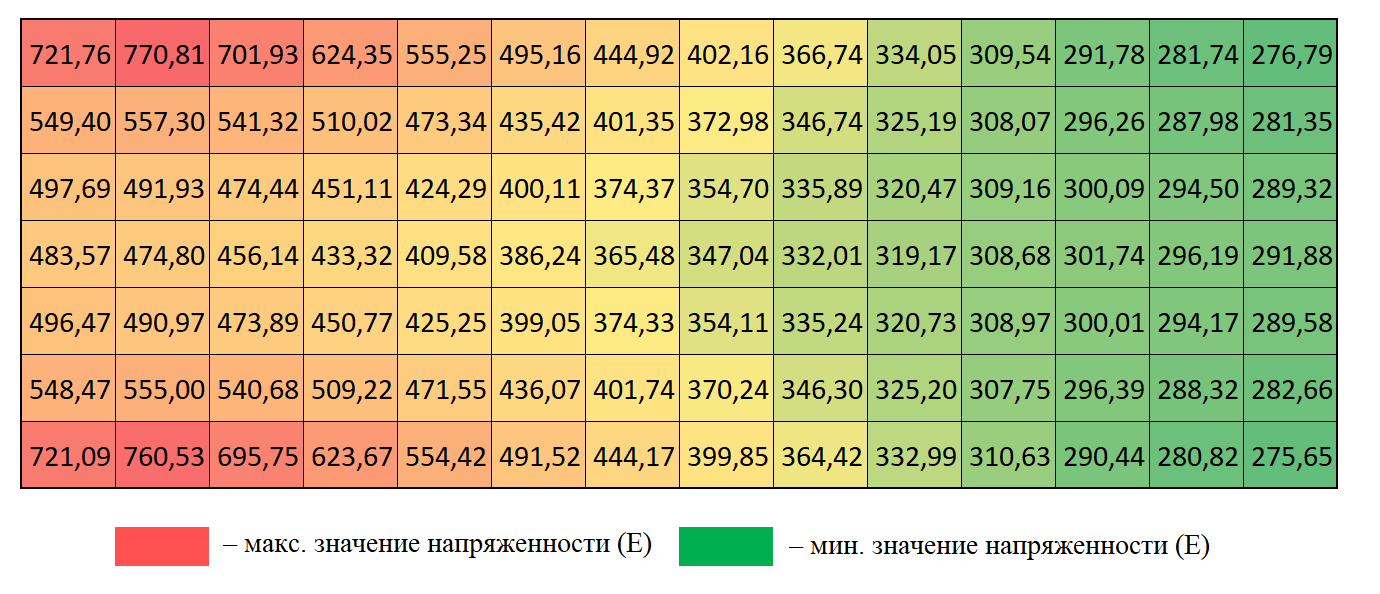 721,76 770,81 701,93 624,35 555,25 495,16 444,92 402,16 366,74 334,05 309,54 291,78 281,74 276,79
549,40 557,30 541,32 510,02 473,34 435,42 401,35 372,98 346,74 325,19 308,07 296,26 287,98 281,35
497,69 491,93 474,44 451,11 424,29 400,11 374,37 354,70 335,89 320,47 309,16 300,09 294,50 289,32
483,57 474,80 456,14 433,32 409,58 386,24 365,48 347,04 332,01 319,17 308,68 301,74 296,19 291,88
496,47 490,97 473,89 450,77 425,25 399,05 374,33 354,11 335,24 320,73 308,97 300,01 294,17 289,58
548,47 555,00 540,68 509,22 471,55 436,07 401,74 370,24 346,30 325,20 307,75 296,39 288,32 282,66
721,09 760,53 695,75 623,67 554,42 491,52 444,17 399,85 364,42 332,99 310,63 290,44 280,82 275,65
– макс. значение напряженности (Е) – мин. значение напряженности (Е)